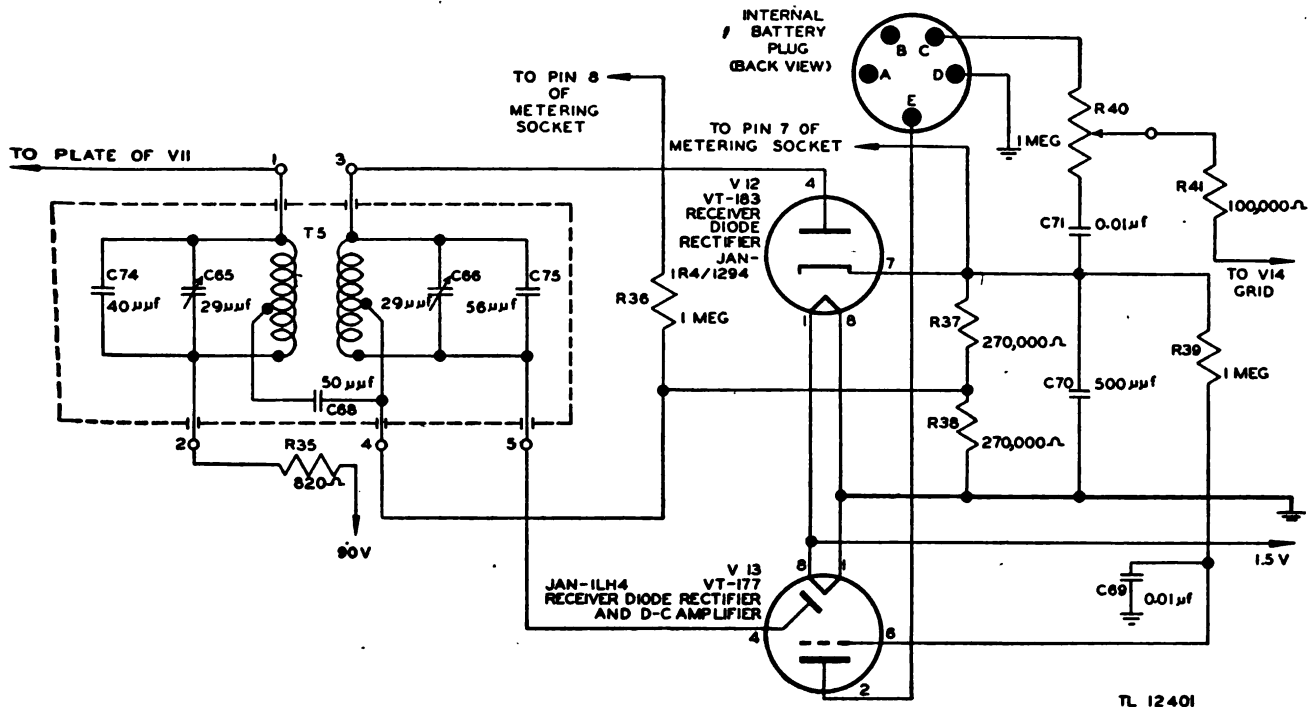 INTERNAL
BATTERY
PLUG
(BACK VIEW)
B
C
A
D
E
TO PIN 8
OF
METERING
SOCKET
TO PIN 7 OF
METERING SOCKET
R40
1 MEG
R41
100,000Ω
TO V14
GRID
TO PLATE OF V11
1
3
4
V 12
VT-183
RECEIVER
DIODE
RECTIFIER
JAN-
1R4/1294
7
1
8
C71
0.01μf
T5
C74
40μμf
C65
29μμf
C66
29μμf
C75
56μμf
R36
1 MEG
R37
270,000Ω
R38
270,000Ω
C70
500μμf
R39
1 MEG
50μμf
C68
2
4
5
R35
820Ω
90V
1.5 V
V 13
VT-177
JAN-1LH4
RECEIVER DIODE RECTIFIER
AND D-C AMPLIFIER
8
1
4
6
2
C69
0.01μf
TL 12401